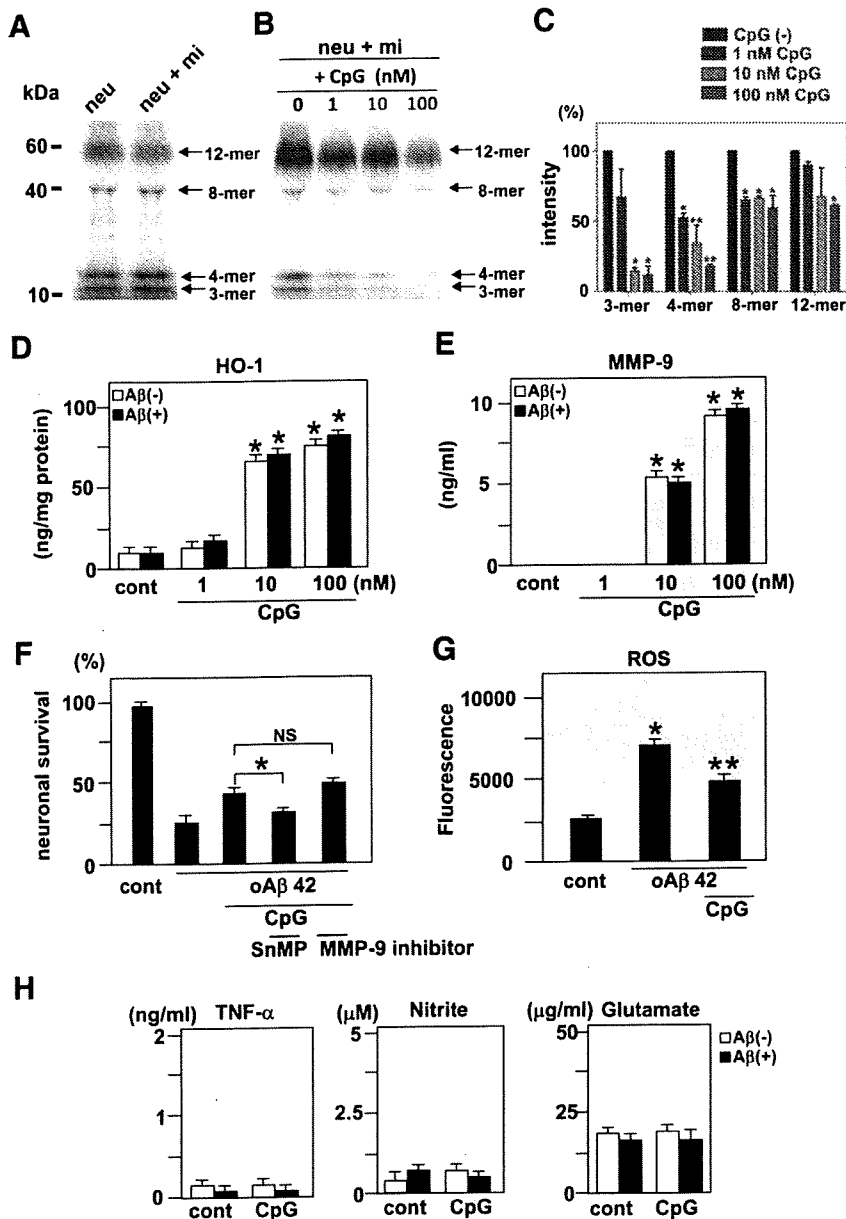 A
kDa
neu
neu + mi
60
40
10
12-mer
8-mer
4-mer
3-mer
B
neu + mi
+ CpG (nM)
0 1 10 100
12-mer
8-mer
4-mer
3-mer
C
CpG (-)
1 nM CpG
10 nM CpG
100 nM CpG
(%)
intensity
100
50
0
* * * ** ** * * * * *
3-mer 4-mer 8-mer 12-mer
D
HO-1
Aβ(-)
Aβ(+)
(ng/mg protein)
100
50
0
* * * *
cont 1 10 100 (nM)
CpG
E
MMP-9
Aβ(-)
Aβ(+)
(ng/ml)
10
5
0
* * * *
cont 1 10 100 (nM)
CpG
F
(%)
neuronal survival
100
50
0
NS
*
cont oAβ 42
CpG
SnMP MMP-9 inhibitor
G
ROS
Fluorescence
10000
5000
0
* **
cont oAβ 42
CpG
H
(ng/ml) TNF-α
2
1
0
cont CpG
(μM) Nitrite
5
2.5
0
cont CpG
(μg/ml) Glutamate
50
25
0
cont CpG
Aβ(-)
Aβ(+)